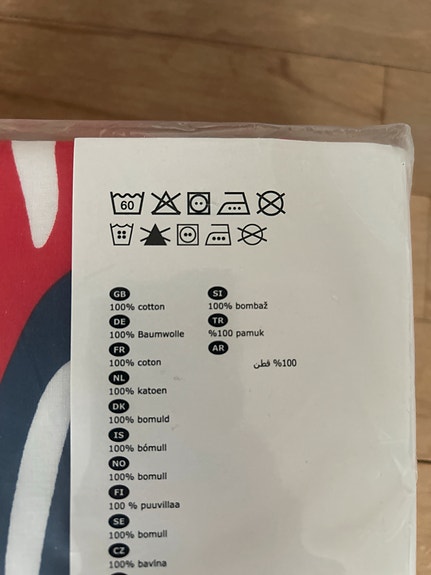 60
GB
100% cotton
DE
100% Baumwolle
FR
100% coton
NL
100% katoen
DK
100% bomuld
IS
100% bómull
NO
100% bomull
FI
100 % puuvillaa
SE
100% bomull
CZ
100% bavlna
SI
100% bombaž
TR
%100 pamuk
AR
%100 قطن